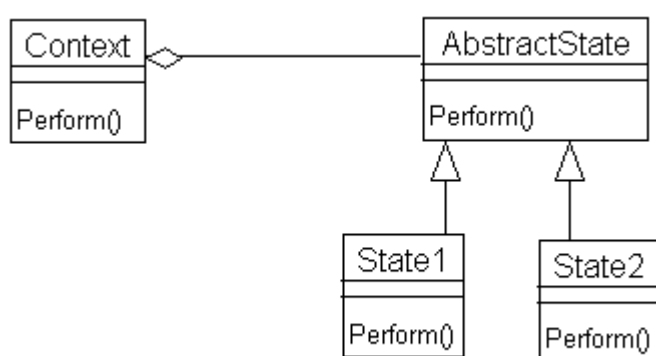 Context
Perform()
AbstractState
Perform()
State1
Perform()
State2
Perform()